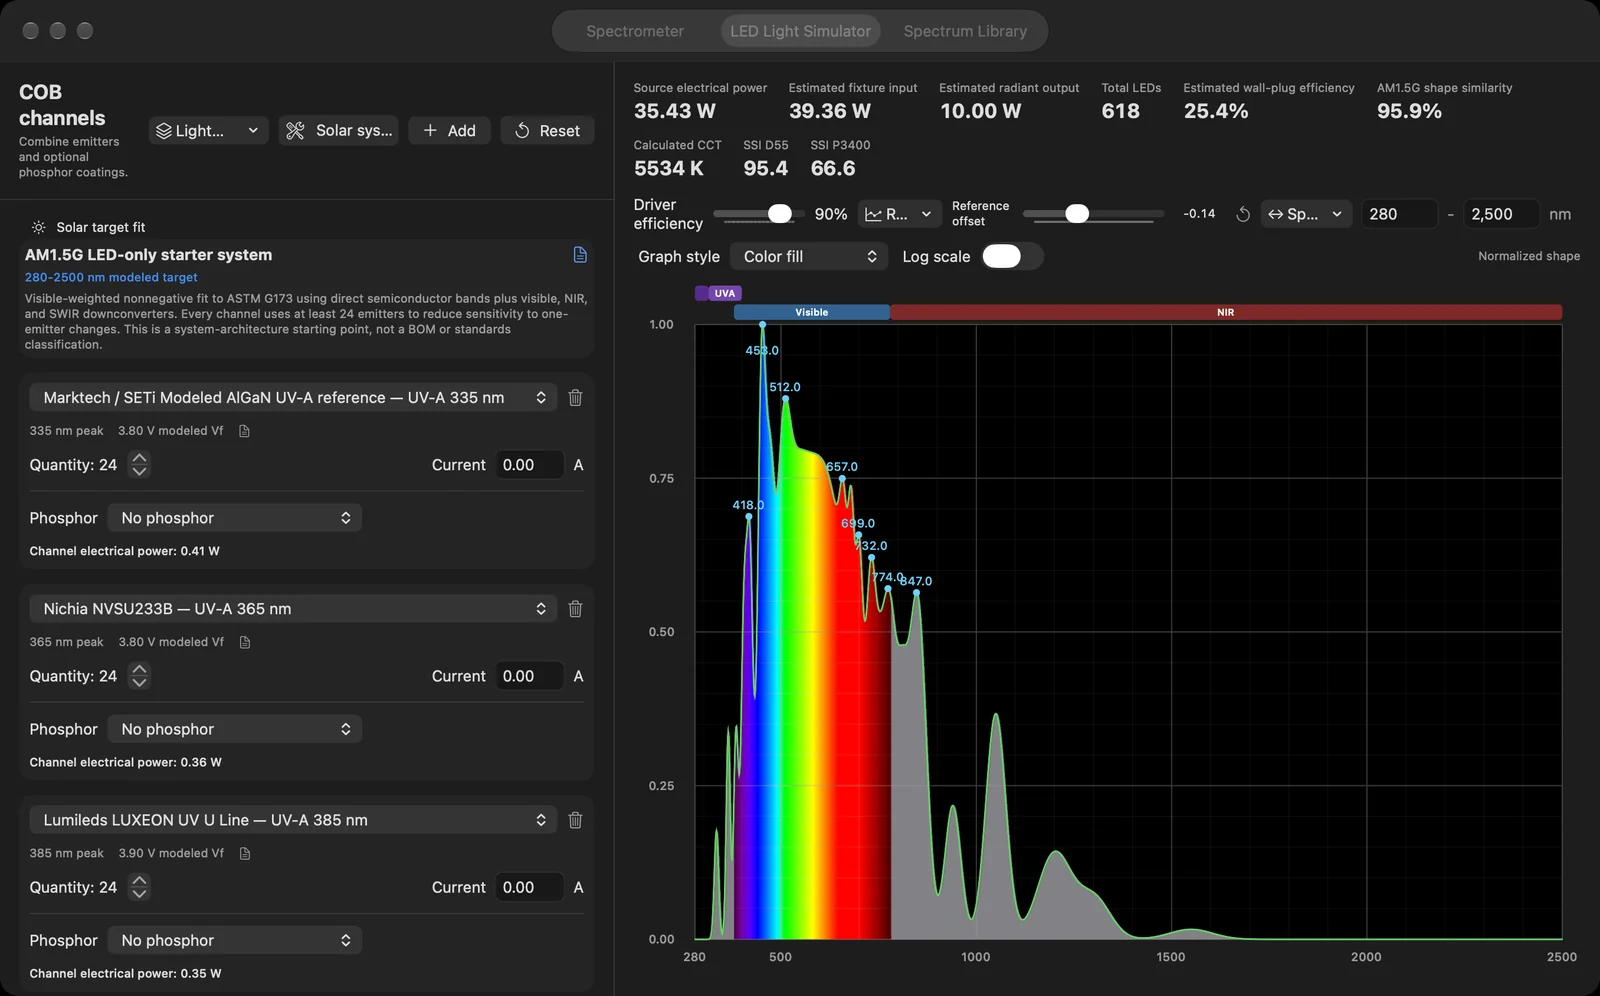 Spectrometer
LED Light Simulator
Spectrum Library
COB
channels
Combine emitters
and optional
phosphor coatings.
Light...
Solar sys...
Add
Reset
Solar target fit
AM1.5G LED-only starter system
280-2500 nm modeled target
Visible-weighted nonnegative fit to ASTM G173 using direct semiconductor bands plus visible, NIR,
and SWIR downconverters. Every channel uses at least 24 emitters to reduce sensitivity to one-
emitter changes. This is a system-architecture starting point, not a BOM or standards
classification.
Marktech / SETi Modeled AlGaN UV-A reference — UV-A 335 nm
335 nm peak 3.80 V modeled Vf
Quantity: 24
Current 0.00 A
Phosphor No phosphor
Channel electrical power: 0.41 W
Nichia NVSU233B — UV-A 365 nm
365 nm peak 3.80 V modeled Vf
Quantity: 24
Current 0.00 A
Phosphor No phosphor
Channel electrical power: 0.36 W
Lumileds LUXEON UV U Line — UV-A 385 nm
385 nm peak 3.90 V modeled Vf
Quantity: 24
Current 0.00 A
Phosphor No phosphor
Channel electrical power: 0.35 W
Source electrical power
35.43 W
Estimated fixture input
39.36 W
Estimated radiant output
10.00 W
Total LEDs
618
Estimated wall-plug efficiency
25.4%
AM1.5G shape similarity
95.9%
Calculated CCT
5534 K
SSI D55
95.4
SSI P3400
66.6
Driver
efficiency
90%
R...
Reference
offset
-0.14
Sp...
280 - 2,500 nm
Graph style
Color fill
Log scale
Normalized shape
UVA
Visible
NIR
1.00
0.75
0.50
0.25
0.00
453.0
512.0
657.0
418.0
699.0
732.0
774.0
847.0
280
500
1000
1500
2000
2500